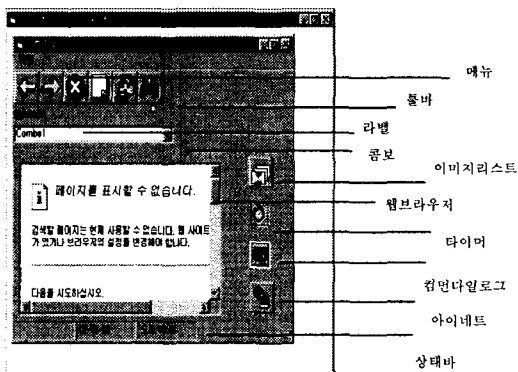 메뉴
툴바
라벨
Combo1
콤보
이미지리스트
페이지를 표시할 수 없습니다.
웹브라우저
검색할 페이지는 현재 사용할 수 없습니다. 웹 사이트
가 있거나 브라우저의 설정을 변경해야 합니다.
타이머
컴먼다일로그
다음을 시도하십시오.
아이네트
상태바